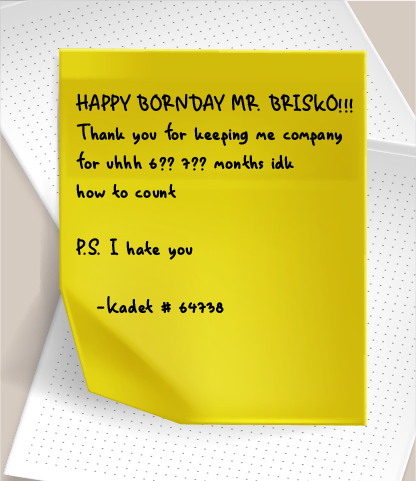 HAPPY BORNDAY MR. BRISKO!!!
Thank you for keeping me company
for uhhh 6?? 7?? months idk
how to count
P.S. I hate you
-Kadet # 64738